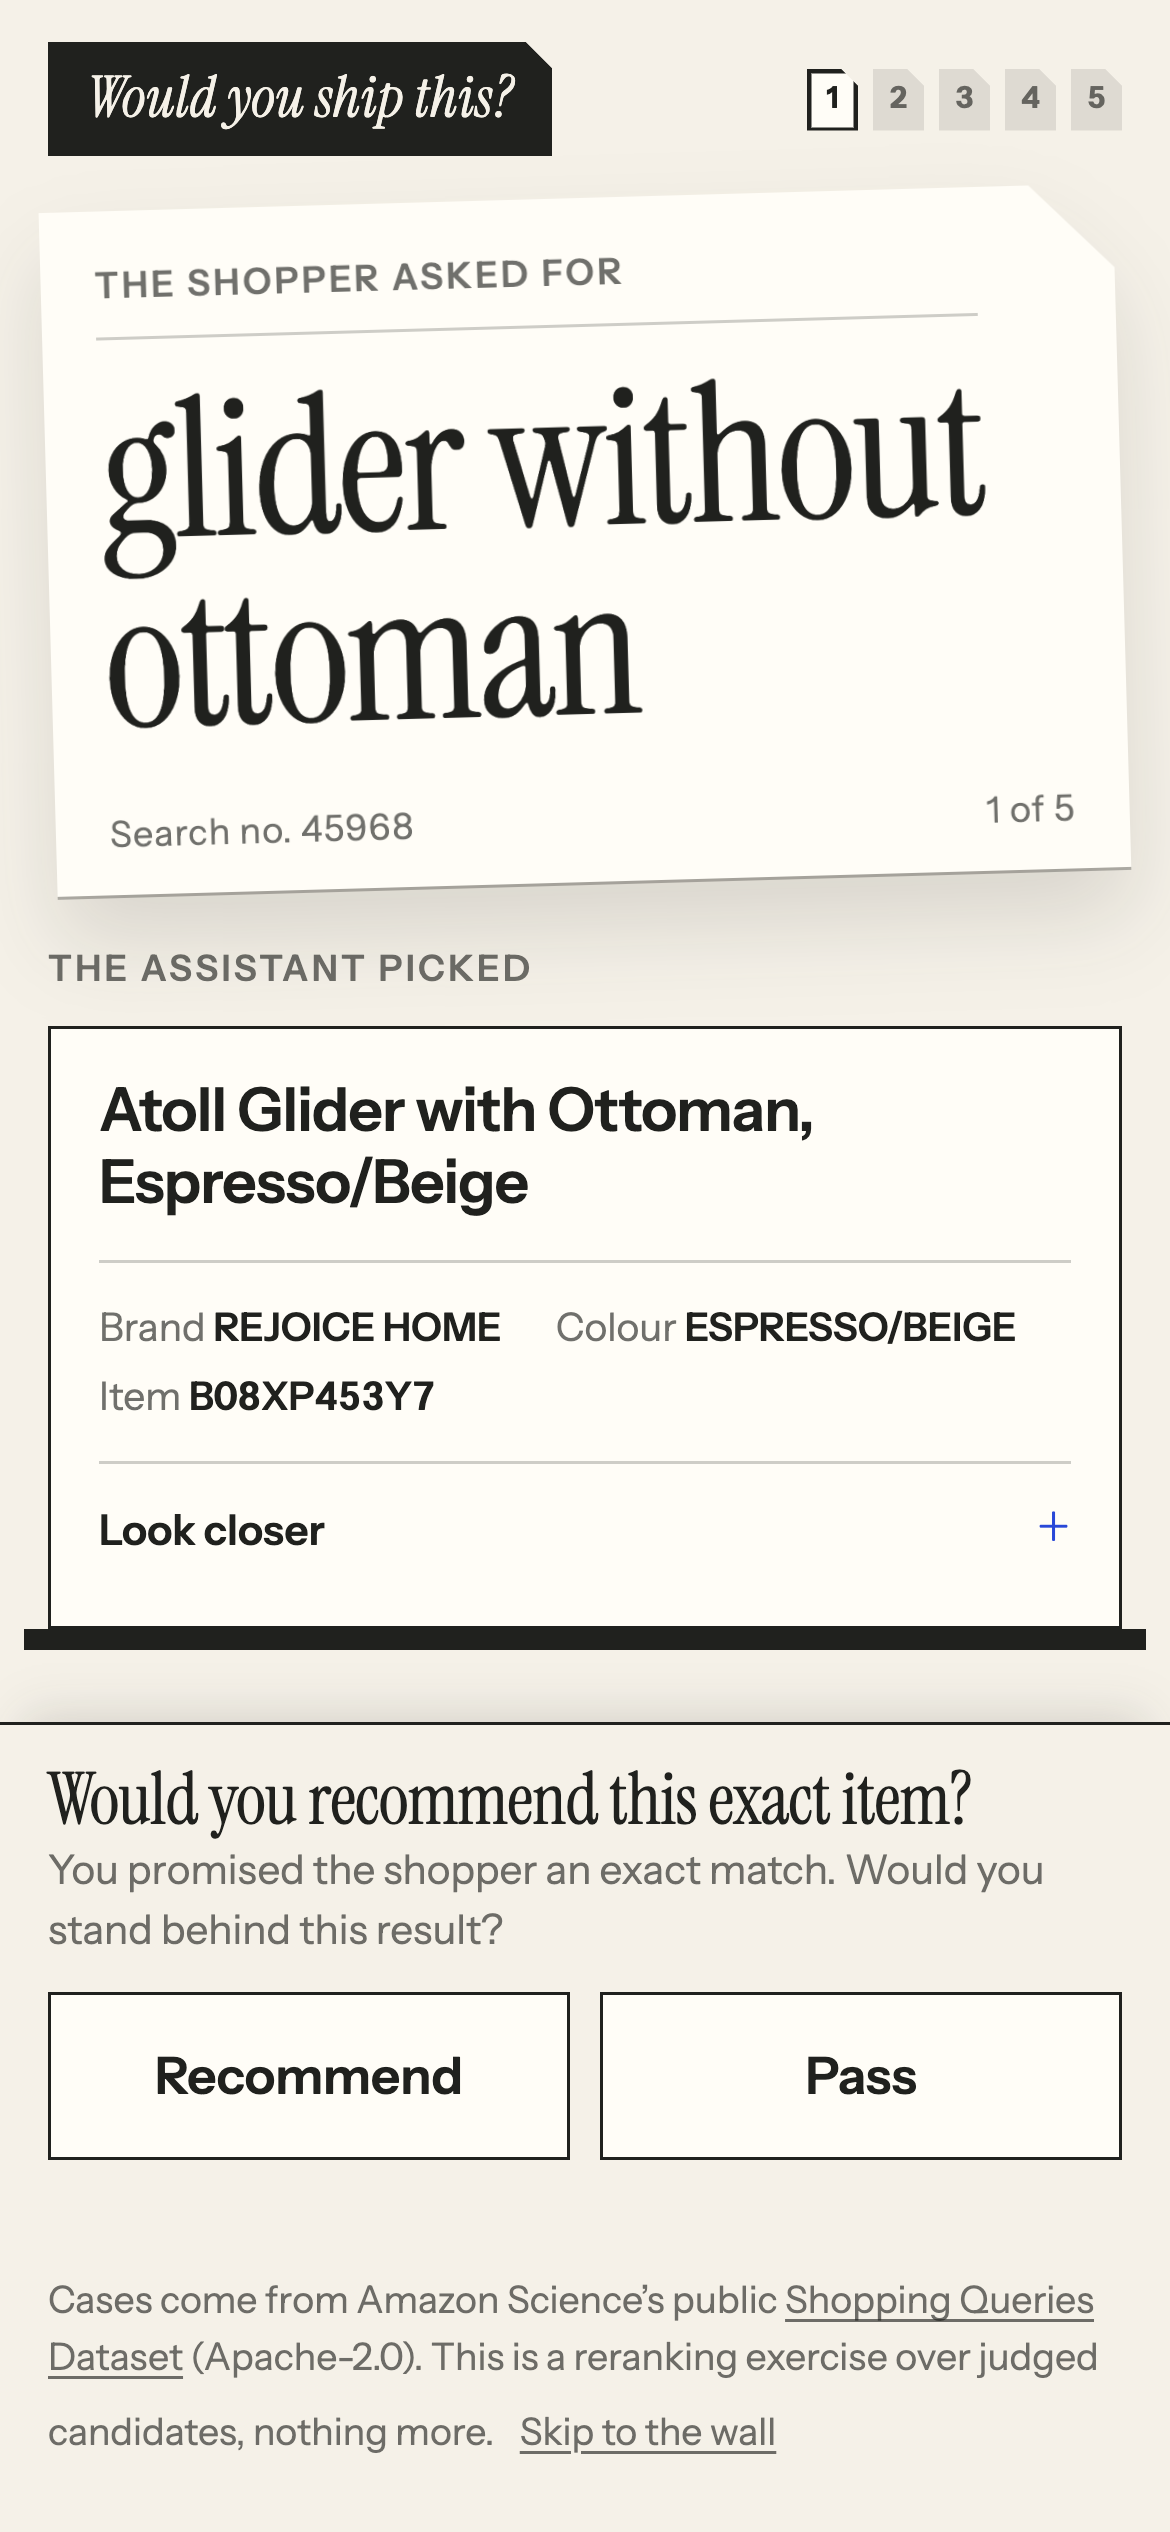 Would you ship this?
1 2 3 4 5
THE SHOPPER ASKED FOR
glider without
ottoman
Search no. 45968
1 of 5
THE ASSISTANT PICKED
Atoll Glider with Ottoman,
Espresso/Beige
Brand REJOICE HOME Colour ESPRESSO/BEIGE
Item B08XP453Y7
Look closer +
Would you recommend this exact item?
You promised the shopper an exact match. Would you
stand behind this result?
Recommend
Pass
Cases come from Amazon Science’s public Shopping Queries
Dataset (Apache-2.0). This is a reranking exercise over judged
candidates, nothing more. Skip to the wall